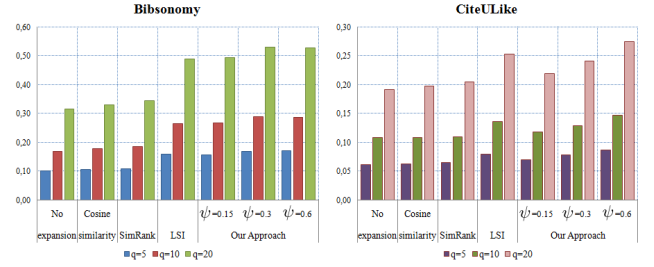 Bibsonomy
0,60
0,50
0,40
0,30
0,20
0,10
0,00
No expansion
Cosine similarity
SimRank
LSI
ψ=0.15
ψ=0.3
ψ=0.6
Our Approach
q=5 q=10 q=20
CiteULike
0,30
0,25
0,20
0,15
0,10
0,05
0,00
No expansion
Cosine similarity
SimRank
LSI
ψ=0.15
ψ=0.3
ψ=0.6
Our Approach
q=5 q=10 q=20